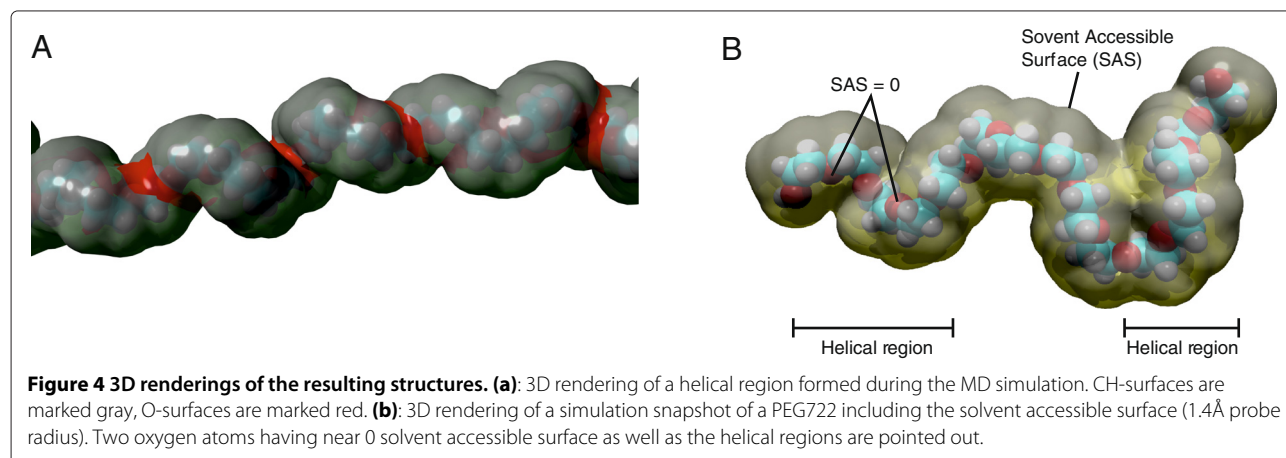 A
B
Sovent Accessible
Surface (SAS)
SAS = 0
Helical region
Helical region
Figure 4 3D renderings of the resulting structures. (a): 3D rendering of a helical region formed during the MD simulation. CH-surfaces are
marked gray, O-surfaces are marked red. (b): 3D rendering of a simulation snapshot of a PEG722 including the solvent accessible surface (1.4Å probe
radius). Two oxygen atoms having near 0 solvent accessible surface as well as the helical regions are pointed out.